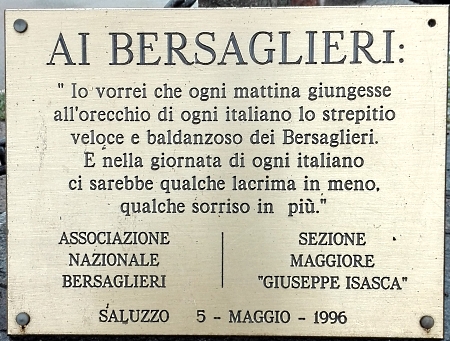 AI BERSAGLIERI:
" Io vorrei che ogni mattina giungesse
all'orecchio di ogni italiano lo strepitio
veloce e baldanzoso dei Bersaglieri.
E nella giornata di ogni italiano
ci sarebbe qualche lacrima in meno,
qualche sorriso in più."
ASSOCIAZIONE
NAZIONALE
BERSAGLIERI
SEZIONE
MAGGIORE
"GIUSEPPE ISASCA"
SALUZZO 5 - MAGGIO - 1996